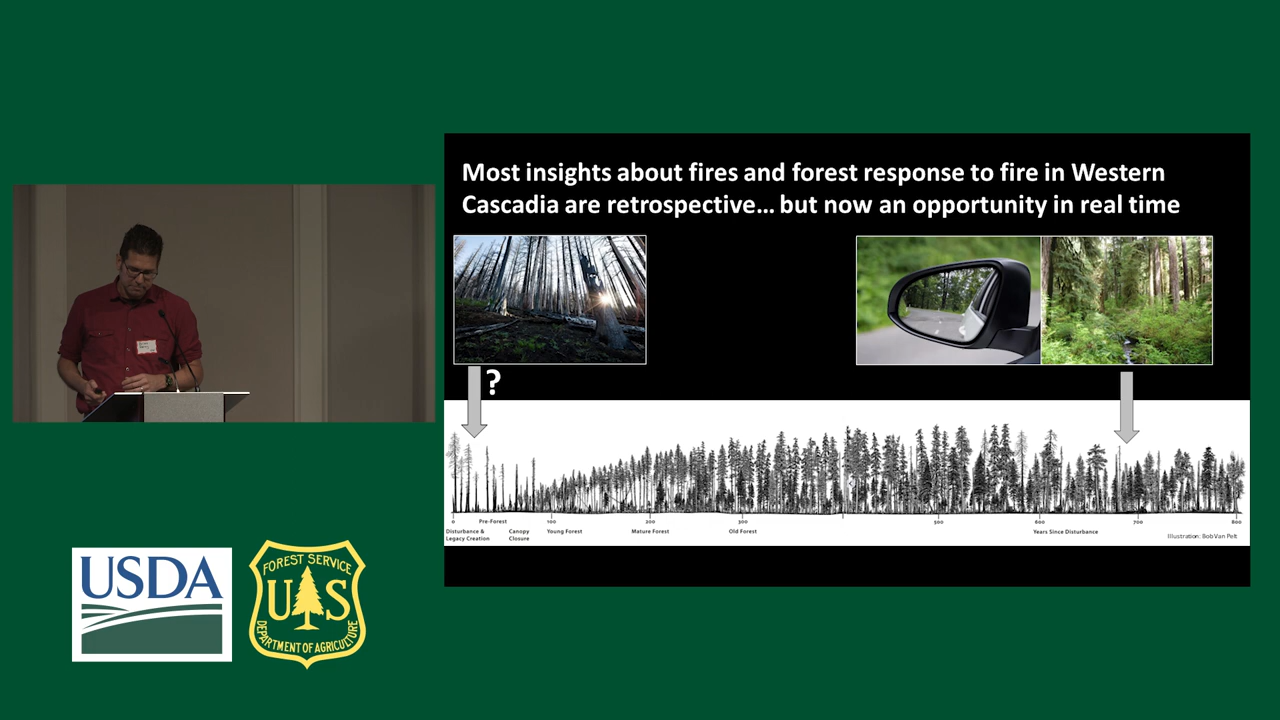 Most insights about fires and forest response to fire in Western
Cascadia are retrospective... but now an opportunity in real time
?
0
100
200
300
500
600
700
800
Pre-Forest
Disturbance &
Legacy Creation
Canopy
Closure
Young Forest
Mature Forest
Old Forest
Years Since Disturbance
Illustration: Bob Van Pelt
USDA
FOREST SERVICE
U S
DEPARTMENT OF AGRICULTURE